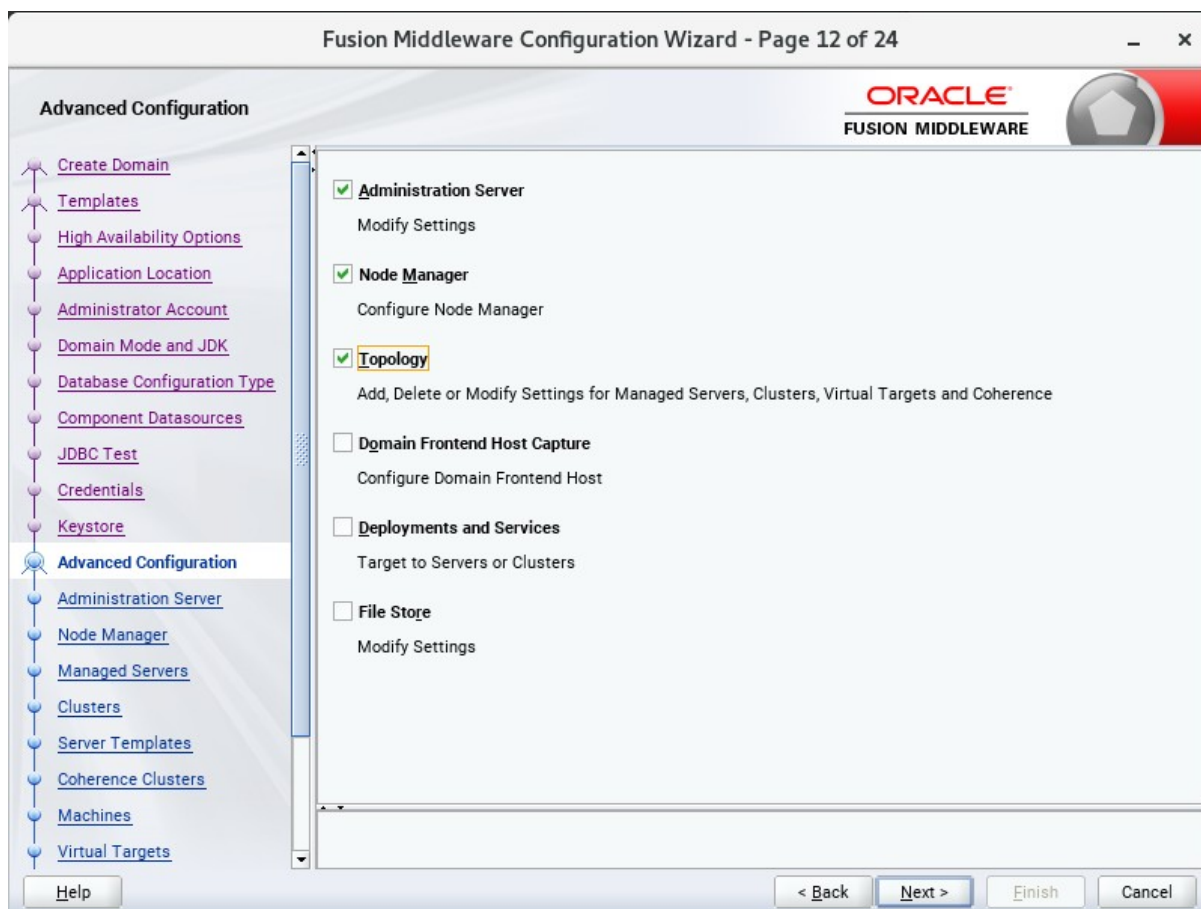 Fusion Middleware Configuration Wizard - Page 12 of 24
Advanced Configuration
ORACLE
FUSION MIDDLEWARE
Create Domain
Templates
High Availability Options
Application Location
Administrator Account
Domain Mode and JDK
Database Configuration Type
Component Datasources
JDBC Test
Credentials
Keystore
Advanced Configuration
Administration Server
Node Manager
Managed Servers
Clusters
Server Templates
Coherence Clusters
Machines
Virtual Targets
Administration Server
Modify Settings
Node Manager
Configure Node Manager
Topology
Add, Delete or Modify Settings for Managed Servers, Clusters, Virtual Targets and Coherence
Domain Frontend Host Capture
Configure Domain Frontend Host
Deployments and Services
Target to Servers or Clusters
File Store
Modify Settings
Help
< Back
Next >
Finish
Cancel